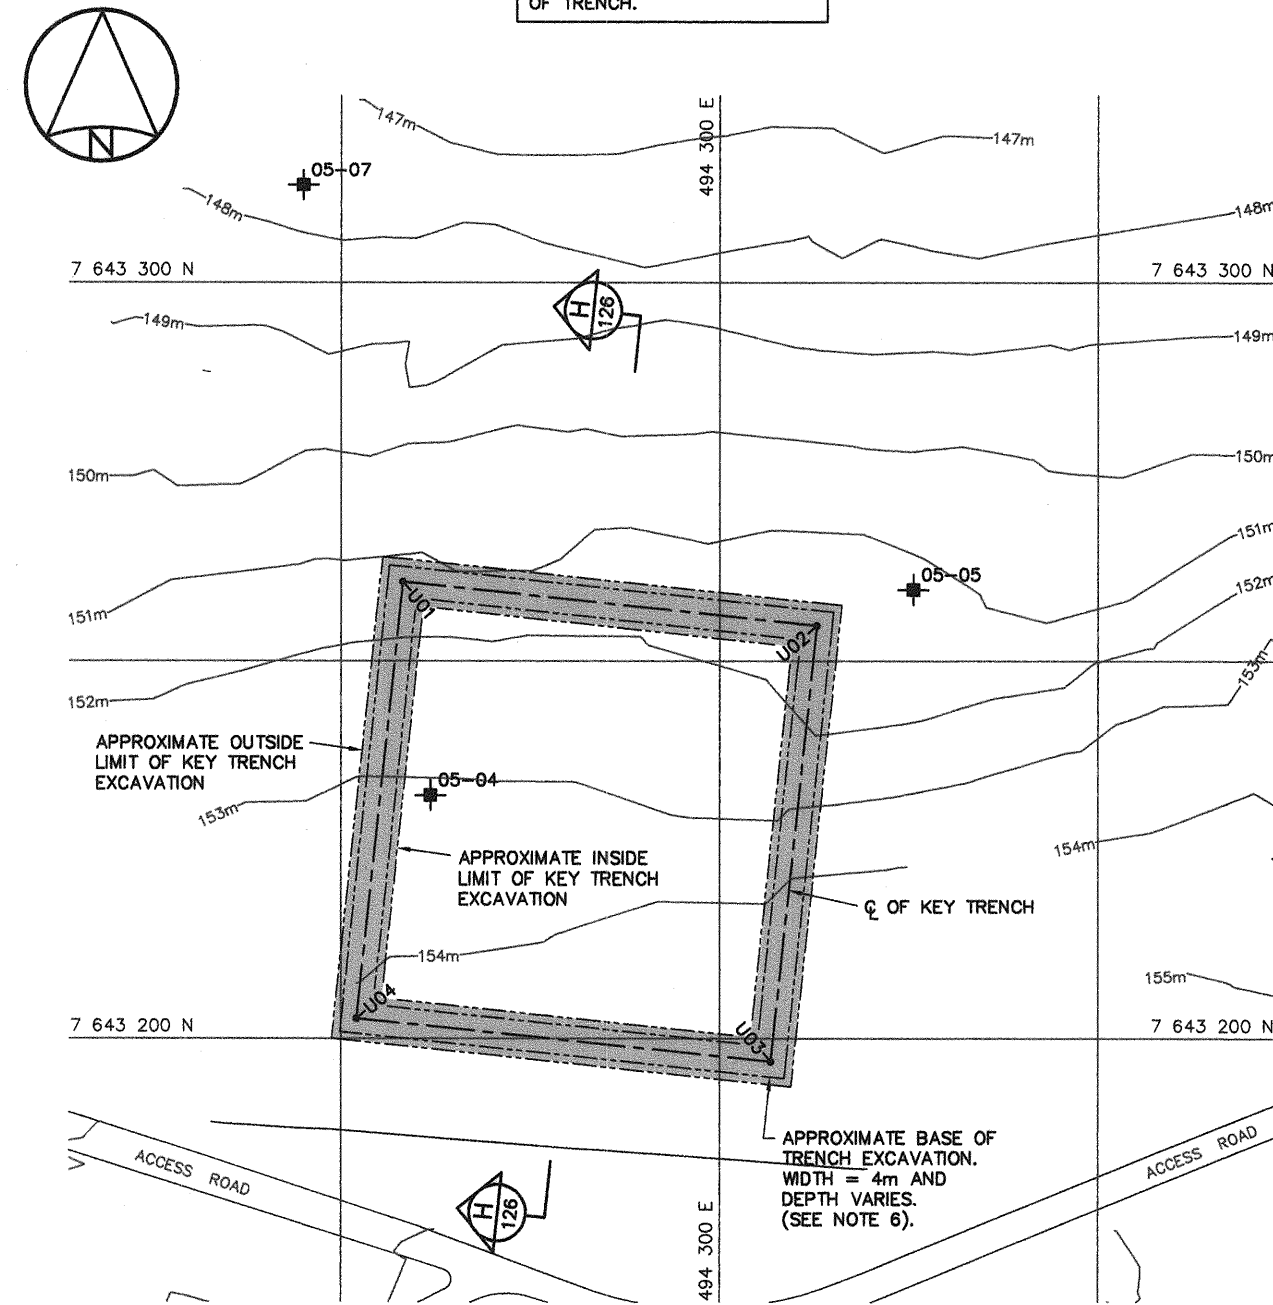 OF TRENCH.
N
494 300 E
147m
147m
05-07
148m
148m
7 643 300 N
7 643 300 N
H
126
149m
149m
150m
150m
151m
05-05
152m
U01
151m
U02
153m
152m
APPROXIMATE OUTSIDE
LIMIT OF KEY TRENCH
EXCAVATION
05-04
153m
154m
APPROXIMATE INSIDE
LIMIT OF KEY TRENCH
EXCAVATION
℄ OF KEY TRENCH
154m
155m
U04
7 643 200 N
U03
7 643 200 N
APPROXIMATE BASE OF
TRENCH EXCAVATION.
WIDTH = 4m AND
DEPTH VARIES.
(SEE NOTE 6).
ACCESS ROAD
ACCESS ROAD
H
126
494 300 E